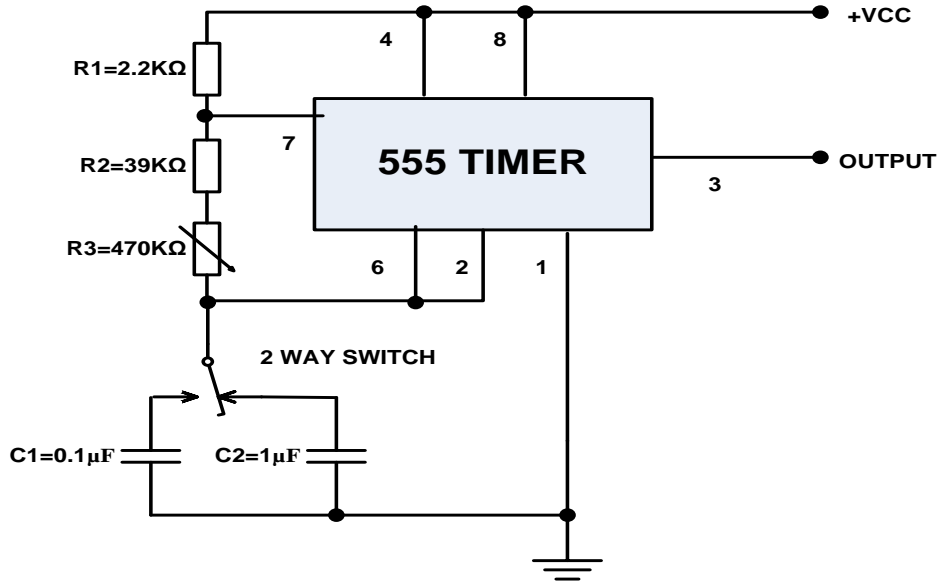 +VCC
4
8
R1=2.2KΩ
7
555 TIMER
R2=39KΩ
OUTPUT
3
R3=470KΩ
6
2
1
2 WAY SWITCH
C1=0.1µF
C2=1µF